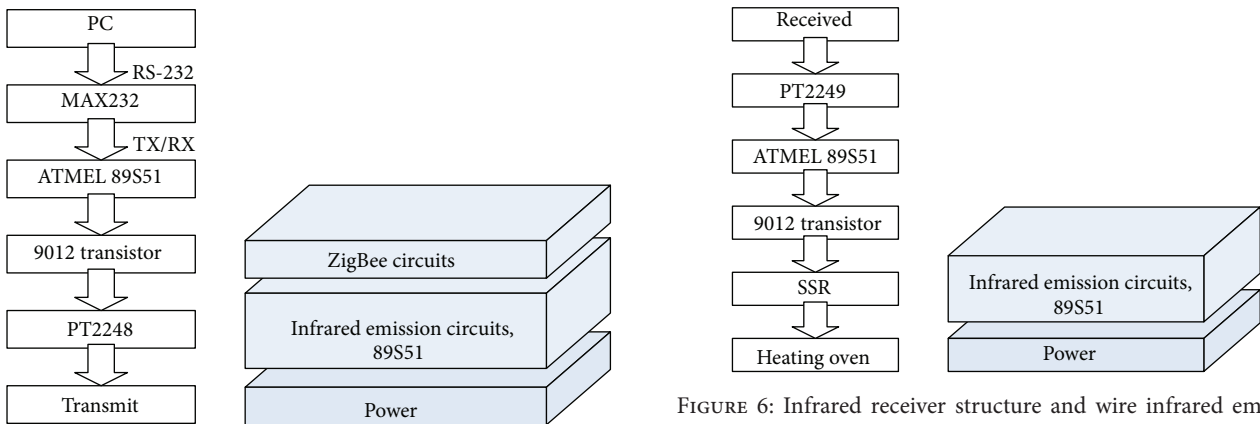 PC
RS-232
MAX232
TX/RX
ATMEL 89S51
9012 transistor
PT2248
Transmit
ZigBee circuits
Infrared emission circuits,
89S51
Power
Received
PT2249
ATMEL 89S51
9012 transistor
SSR
Heating oven
Infrared emission circuits,
89S51
Power
FIGURE 6: Infrared receiver structure and wire infrared em